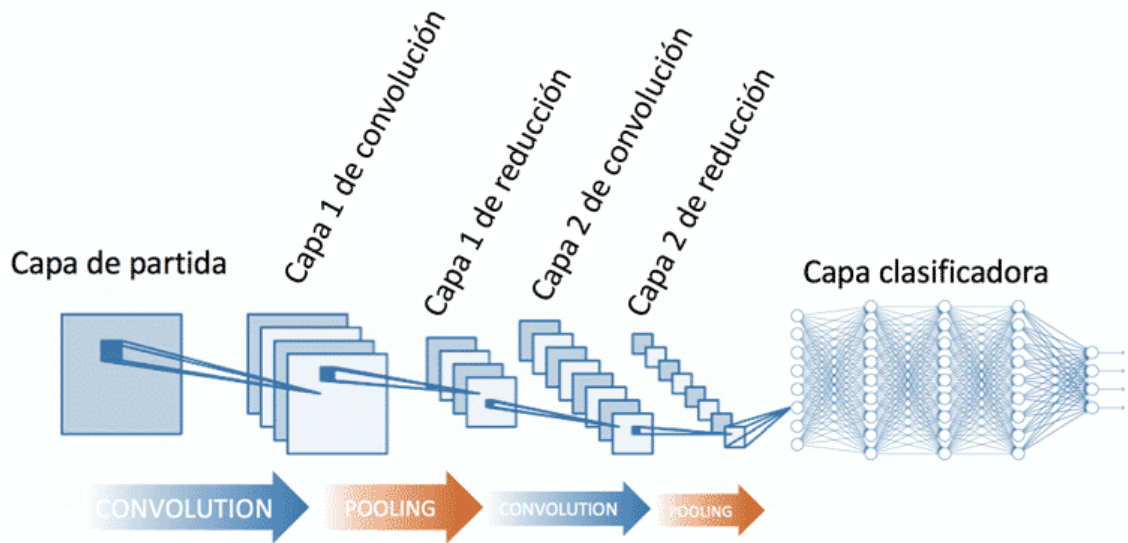 Capa de partida
Capa 1 de convolución
Capa 1 de reducción
Capa 2 de convolución
Capa 2 de reducción
Capa clasificadora
CONVOLUTION
POOLING
CONVOLUTION
POOLING